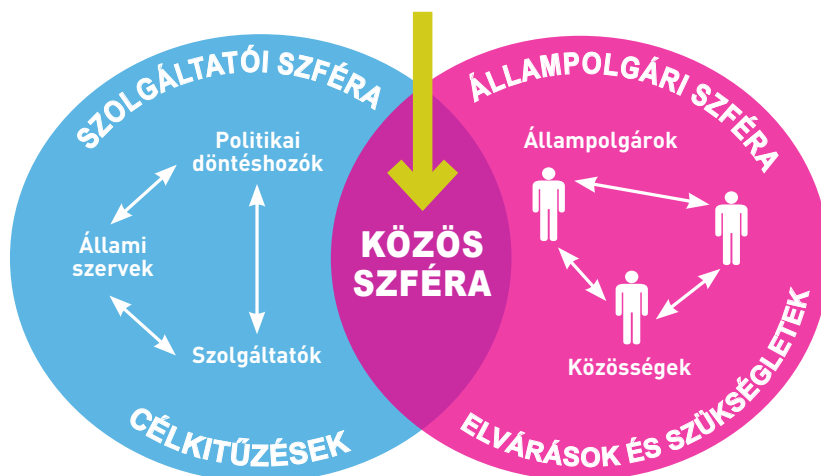 SZOLGÁLTATÓI SZFÉRA
Politikai
döntéshozók
Állami
szervek
Szolgáltatók
CÉLKITŰZÉSEK
KÖZÖS
SZFÉRA
ÁLLAMPOLGÁRI SZFÉRA
Állampolgárok
Közösségek
ELVÁRÁSOK ÉS SZÜKSÉGLETEK